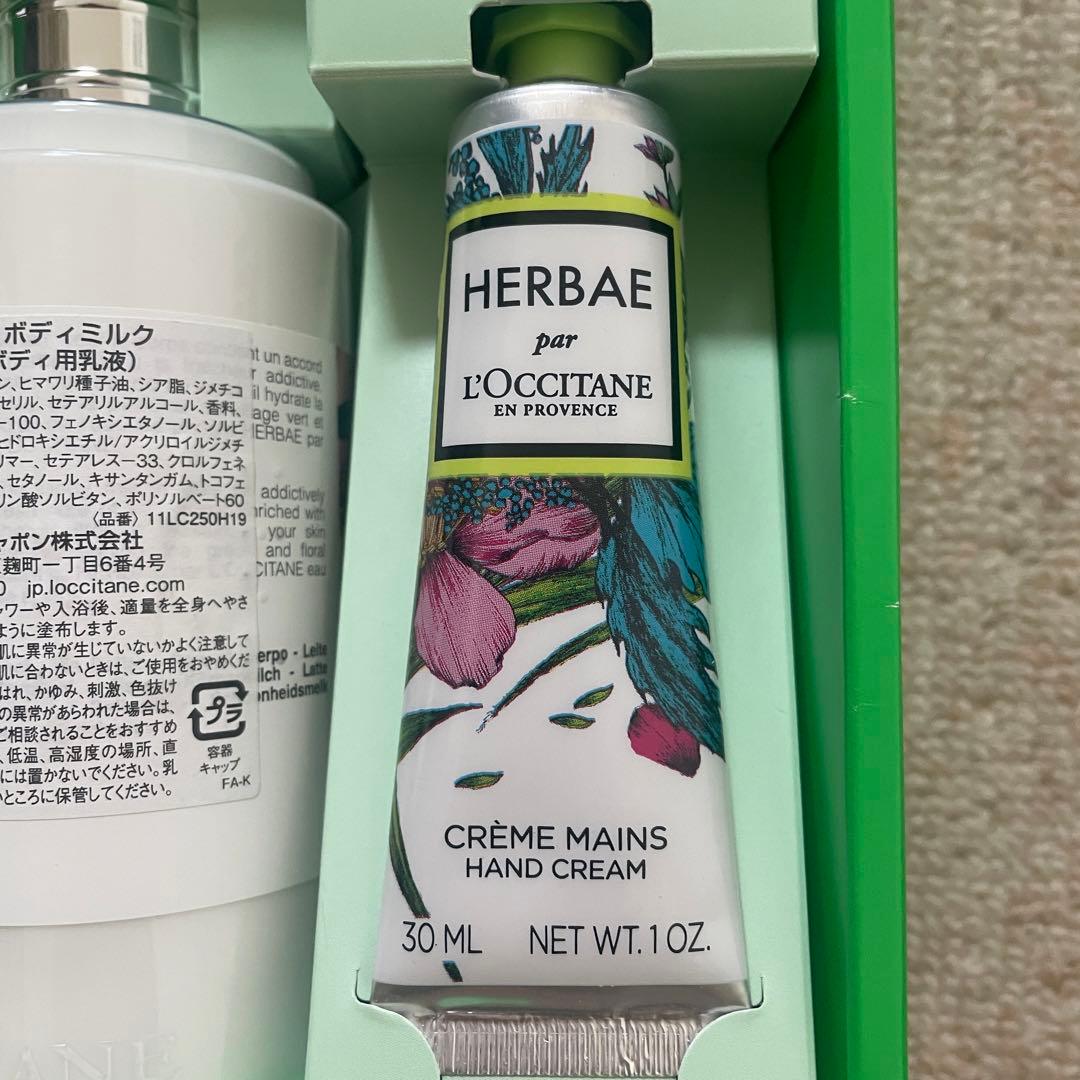 ボディミルク
ボディ用乳液)
ン、ヒマワリ種子油、シア脂、ジメチコ
セリル、セテアリルアルコール、香料、
ー100、フェノキシエタノール、ソルビ
ヒドロキシエチル/アクリロイルジメチ
リマー、セテアレス−33、クロルフェネ
、セタノール、キサンタンガム、トコフェ
リン酸ソルビタン、ポリソルベート60
〈品番〉 11LC250H19
ャポン株式会社
麹町一丁目6番4号
0 jp.loccitane.com
ャワーや入浴後、適量を全身へやさ
ように塗布します。
肌に異常が生じていないかよく注意して
肌に合わないときは、ご使用をおやめくだ
はれ、かゆみ、刺激、色抜け
の異常があらわれた場合は、
ご相談されることをおすすめ
、低温、高湿度の場所、直
には置かないでください。乳
いところに保管してください。
プラ
容器
キャップ
FA-K
un accord
addictive,
il hydrate la
age vert et
HERBAE par
addictively
enriched with
your skin
and floral
CCITANE eau
erpo - Leite
ilch - Latte
onheidsmelk
ANE
HERBAE
par
L'OCCITANE
EN PROVENCE
CRÈME MAINS
HAND CREAM
30 ML NET WT. 1 OZ.